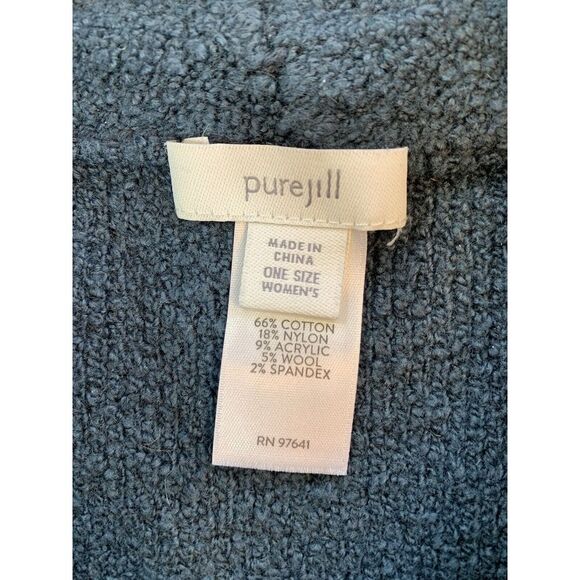 purejill
MADE IN
CHINA
ONE SIZE
WOMEN'S
66% COTTON
18% NYLON
9% ACRYLIC
5% WOOL
2% SPANDEX
RN 97641